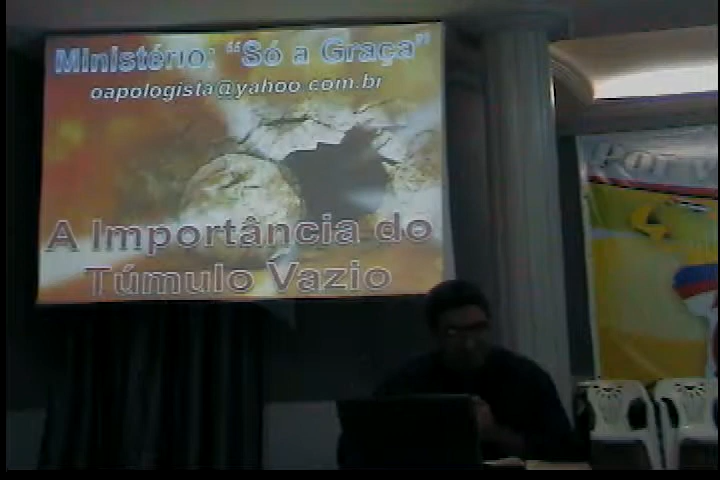 Ministério: “Só a Graça”
oapologista@yahoo.com.br
A Importância do
Túmulo Vazio